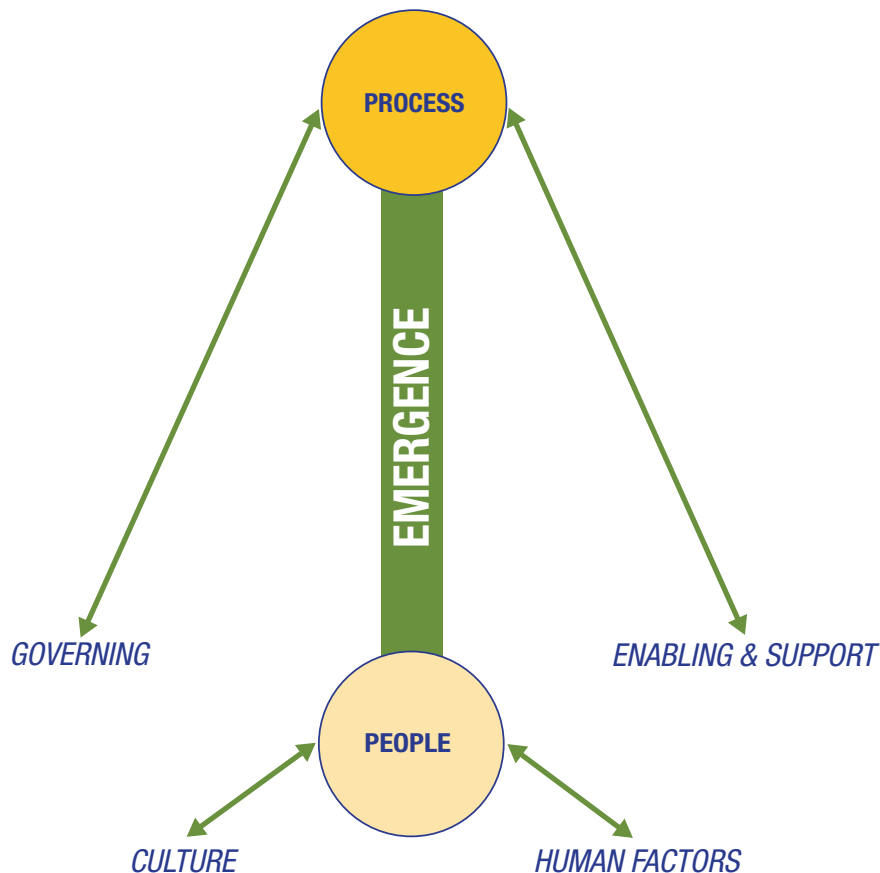 PROCESS
EMERGENCE
GOVERNING
ENABLING & SUPPORT
PEOPLE
CULTURE
HUMAN FACTORS